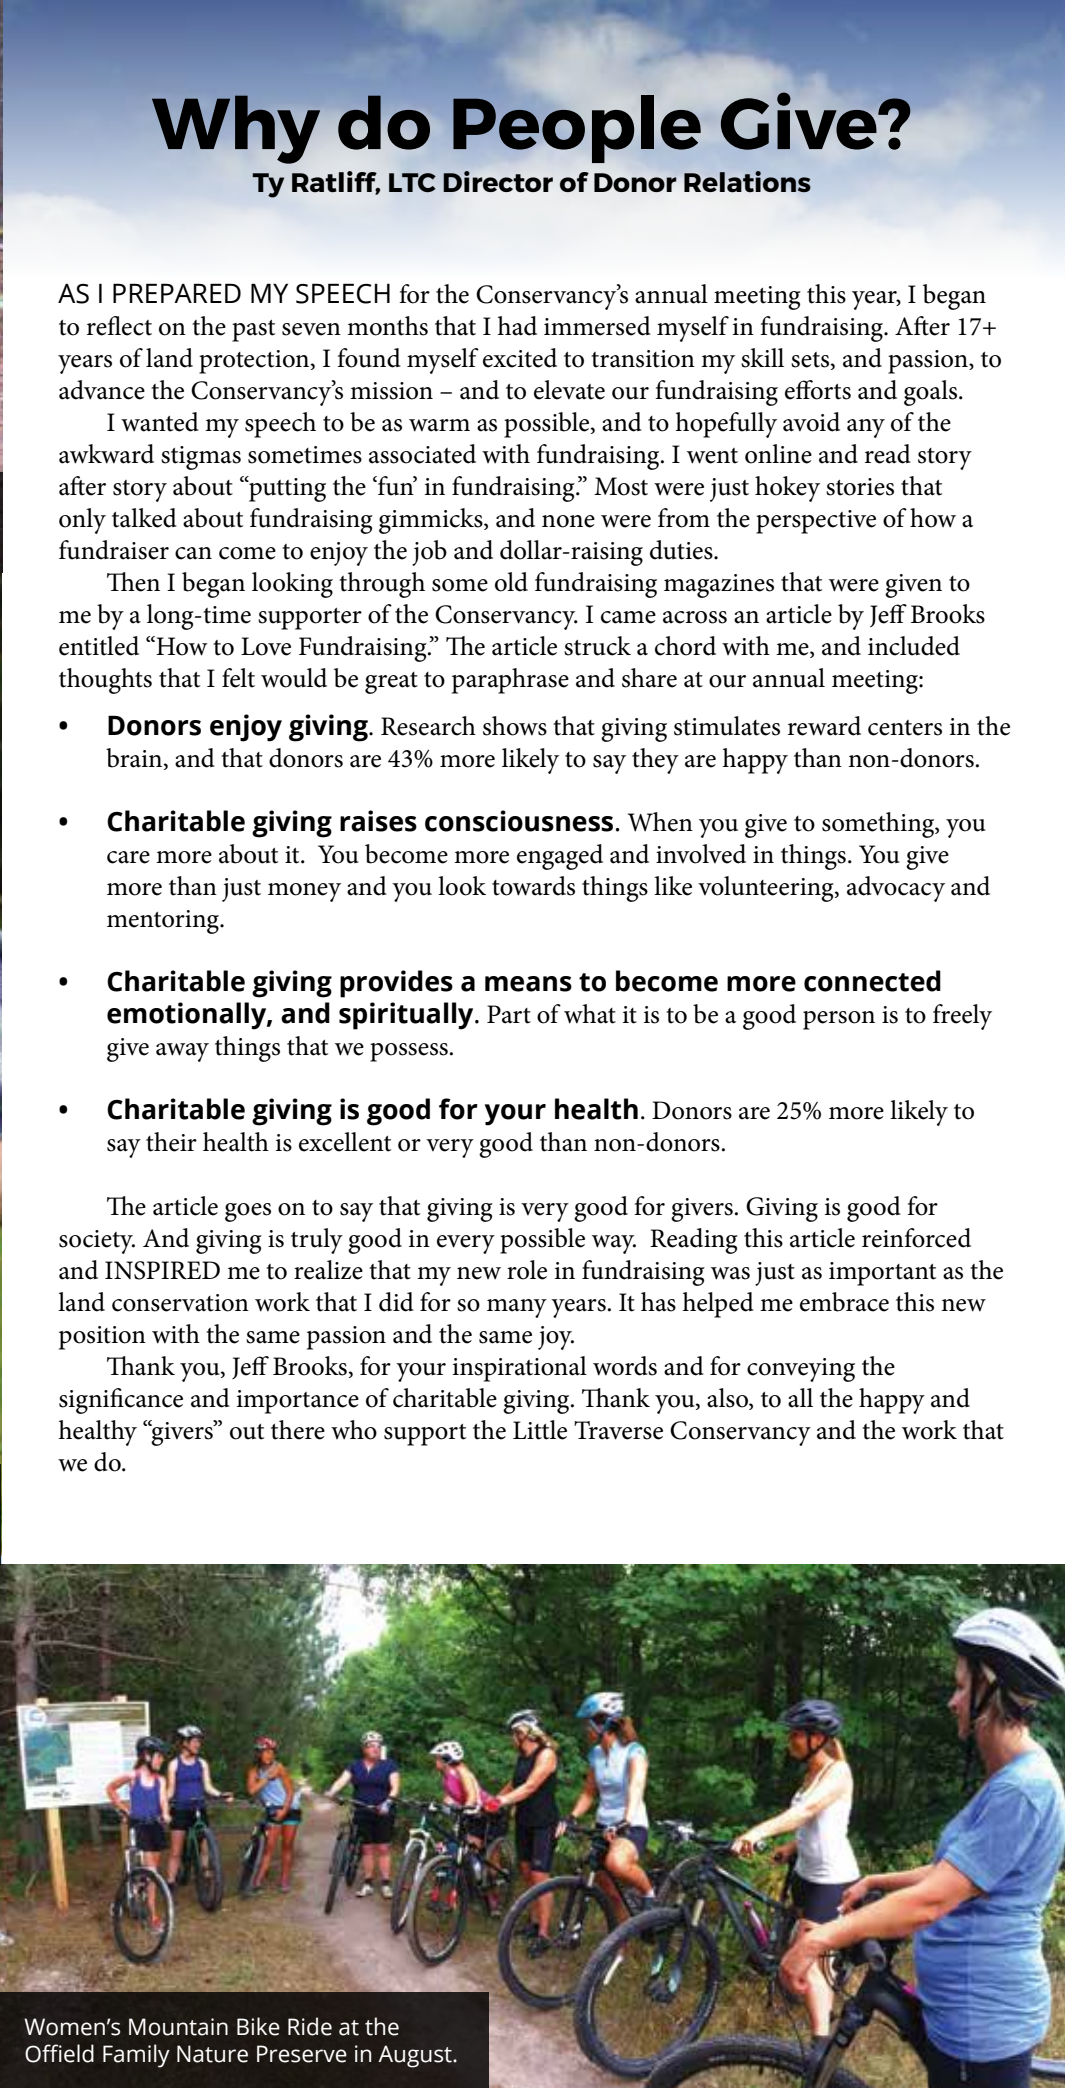 Why do People Give?
Ty Ratliff, LTC Director of Donor Relations
AS I PREPARED MY SPEECH for the Conservancy’s annual meeting this year, I began
to reflect on the past seven months that I had immersed myself in fundraising. After 17+
years of land protection, I found myself excited to transition my skill sets, and passion, to
advance the Conservancy’s mission – and to elevate our fundraising efforts and goals.
I wanted my speech to be as warm as possible, and to hopefully avoid any of the
awkward stigmas sometimes associated with fundraising. I went online and read story
after story about “putting the ‘fun’ in fundraising.” Most were just hokey stories that
only talked about fundraising gimmicks, and none were from the perspective of how a
fundraiser can come to enjoy the job and dollar-raising duties.
Then I began looking through some old fundraising magazines that were given to
me by a long-time supporter of the Conservancy. I came across an article by Jeff Brooks
entitled “How to Love Fundraising.” The article struck a chord with me, and included
thoughts that I felt would be great to paraphrase and share at our annual meeting:
• Donors enjoy giving. Research shows that giving stimulates reward centers in the
brain, and that donors are 43% more likely to say they are happy than non-donors.
• Charitable giving raises consciousness. When you give to something, you
care more about it. You become more engaged and involved in things. You give
more than just money and you look towards things like volunteering, advocacy and
mentoring.
• Charitable giving provides a means to become more connected
emotionally, and spiritually. Part of what it is to be a good person is to freely
give away things that we possess.
• Charitable giving is good for your health. Donors are 25% more likely to
say their health is excellent or very good than non-donors.
The article goes on to say that giving is very good for givers. Giving is good for
society. And giving is truly good in every possible way. Reading this article reinforced
and INSPIRED me to realize that my new role in fundraising was just as important as the
land conservation work that I did for so many years. It has helped me embrace this new
position with the same passion and the same joy.
Thank you, Jeff Brooks, for your inspirational words and for conveying the
significance and importance of charitable giving. Thank you, also, to all the happy and
healthy “givers” out there who support the Little Traverse Conservancy and the work that
we do.
Women’s Mountain Bike Ride at the
Offield Family Nature Preserve in August.